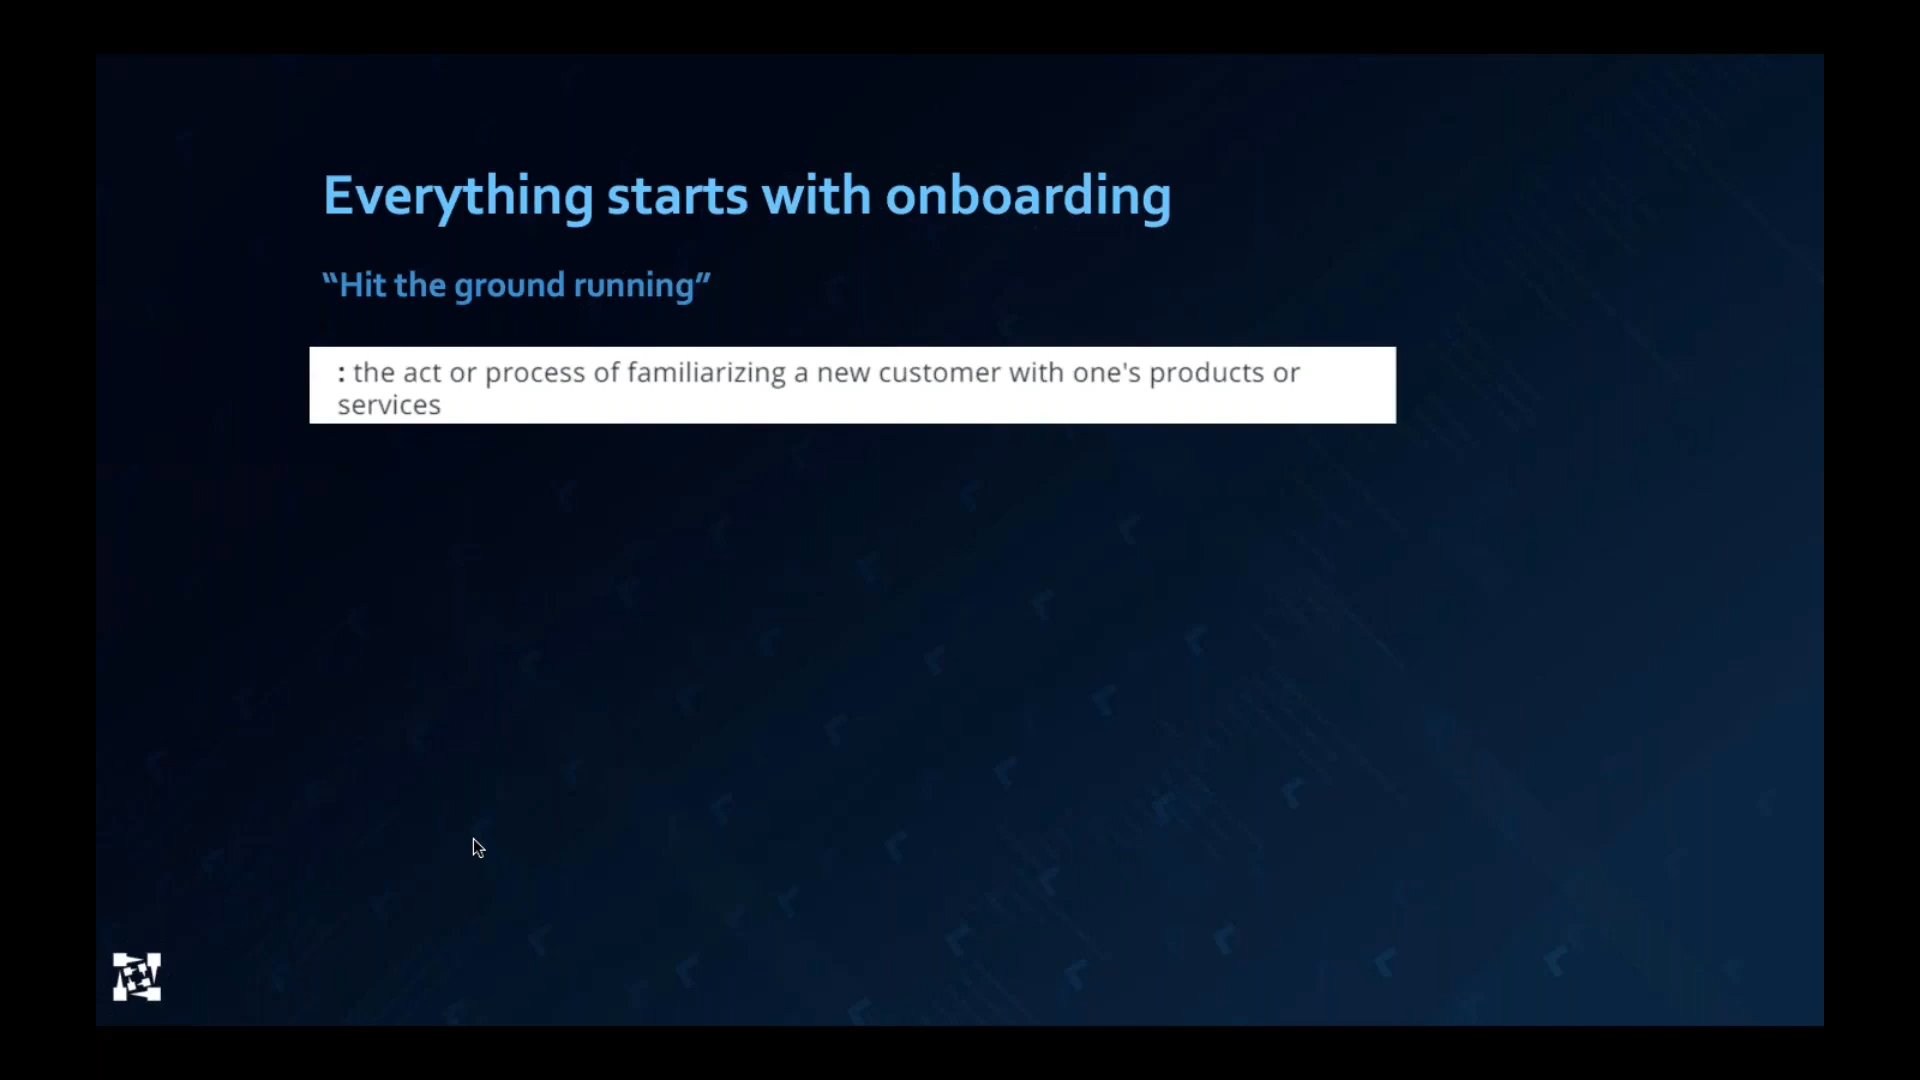 Everything starts with onboarding
“Hit the ground running”
: the act or process of familiarizing a new customer with one's products or
services